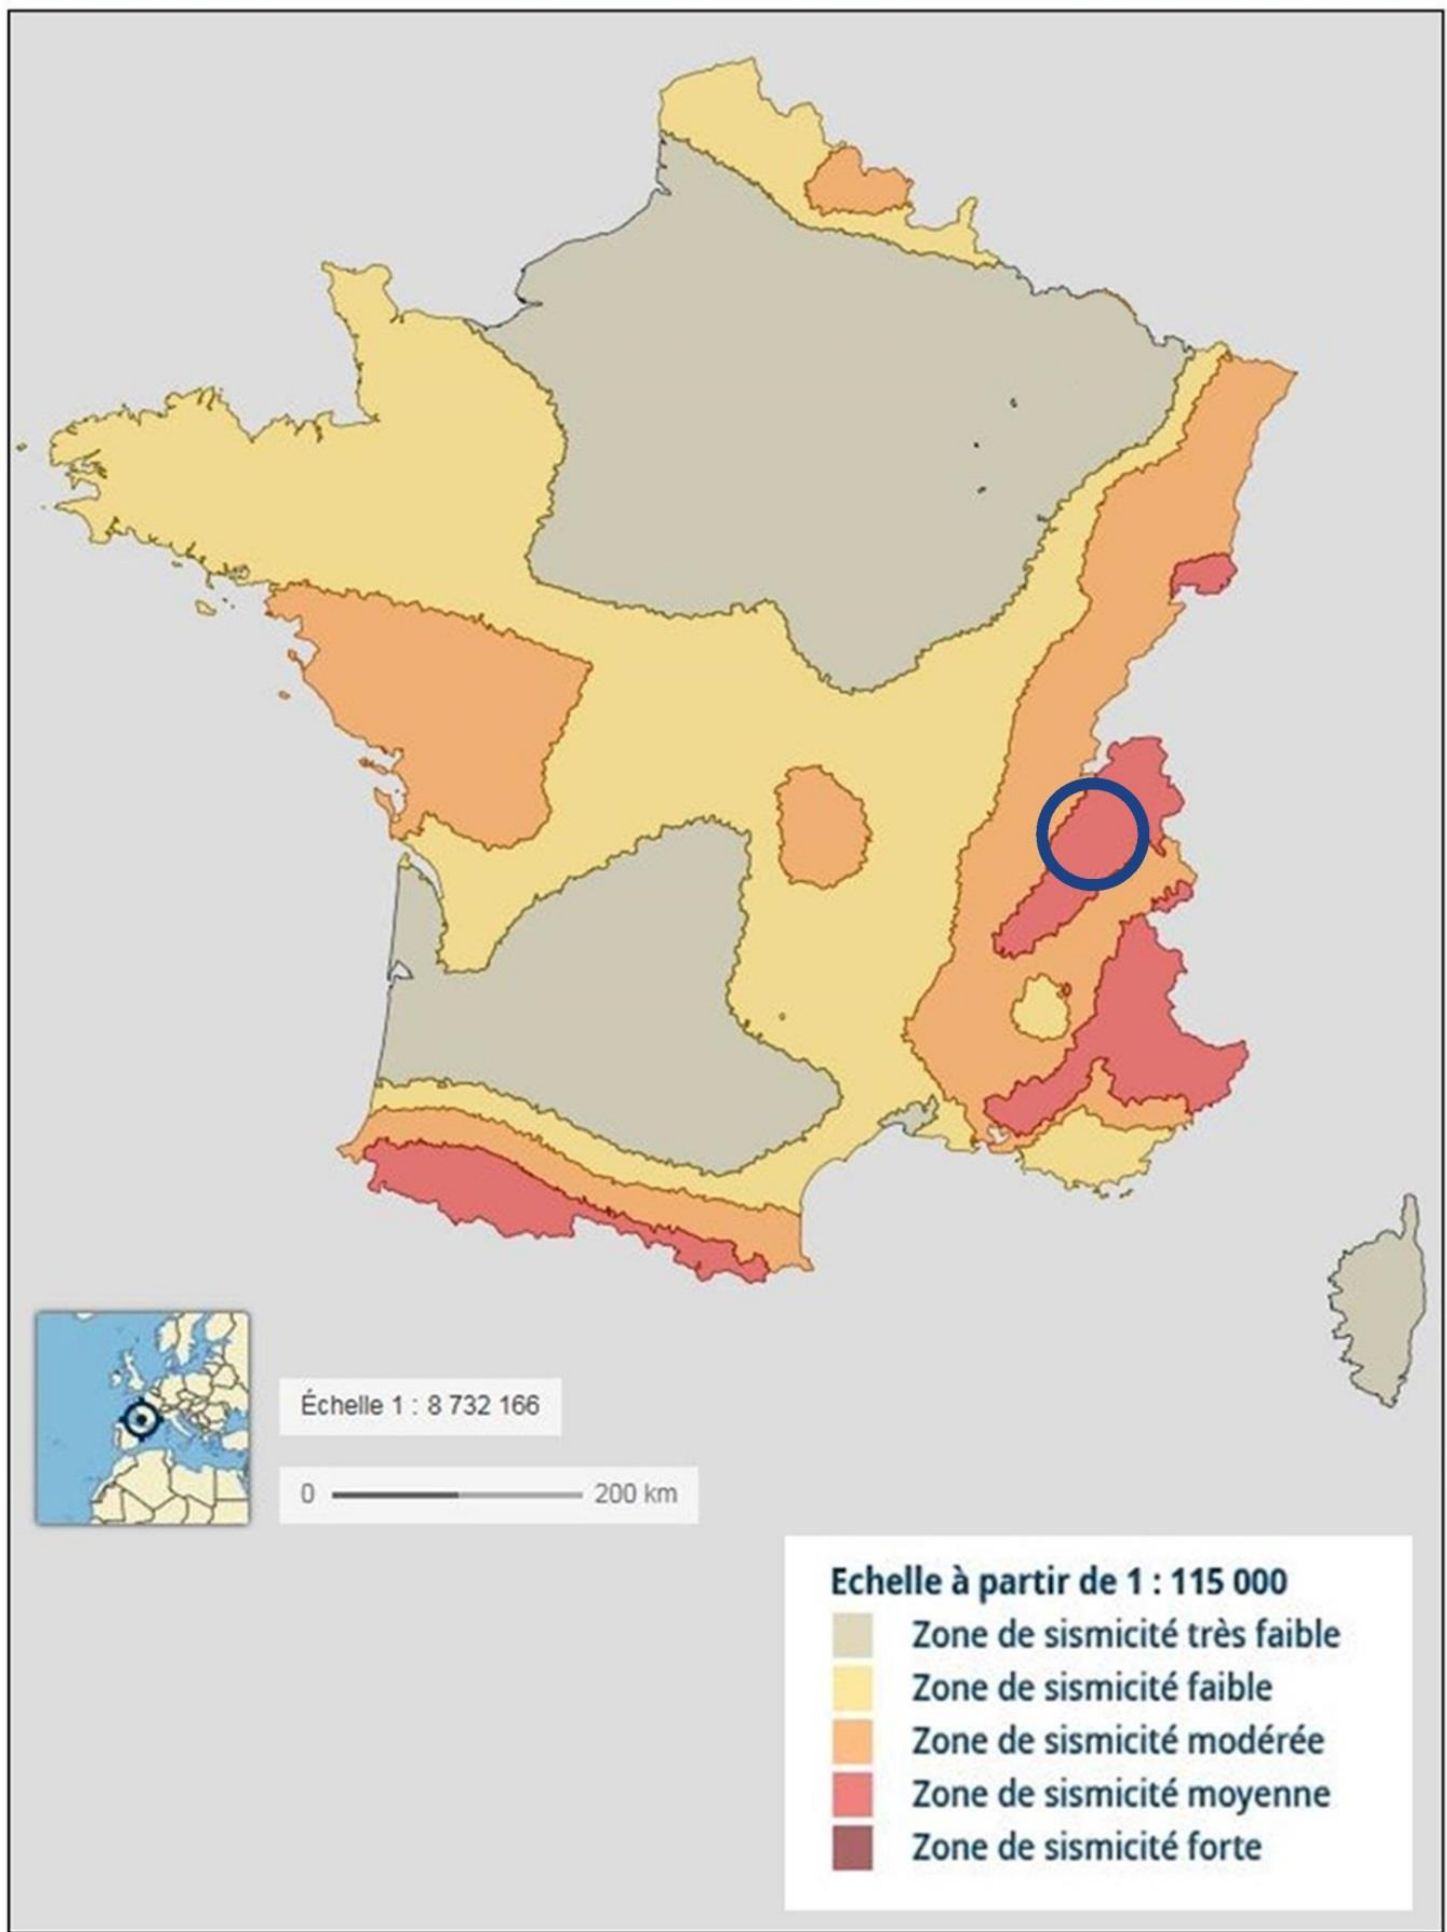 Échelle 1 : 8 732 166
0 200 km
Echelle à partir de 1 : 115 000
Zone de sismicité très faible
Zone de sismicité faible
Zone de sismicité modérée
Zone de sismicité moyenne
Zone de sismicité forte